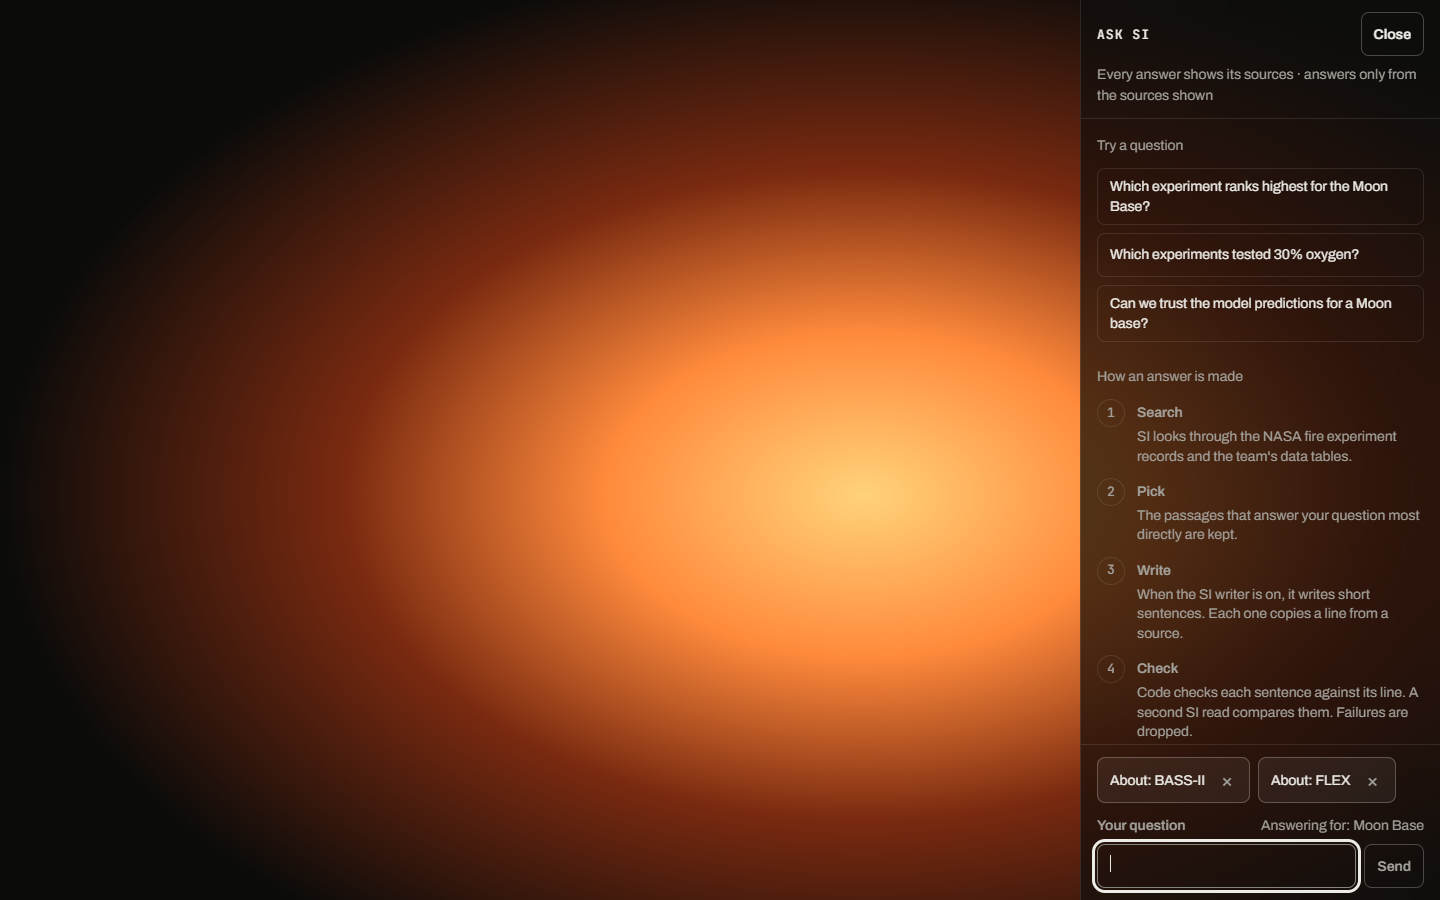 ASK SI
Close
Every answer shows its sources · answers only from
the sources shown
Try a question
Which experiment ranks highest for the Moon
Base?
Which experiments tested 30% oxygen?
Can we trust the model predictions for a Moon
base?
How an answer is made
1 Search
SI looks through the NASA fire experiment
records and the team's data tables.
2 Pick
The passages that answer your question most
directly are kept.
3 Write
When the SI writer is on, it writes short
sentences. Each one copies a line from a
source.
4 Check
Code checks each sentence against its line. A
second SI read compares them. Failures are
dropped.
About: BASS-II ×
About: FLEX ×
Your question
Answering for: Moon Base
Send